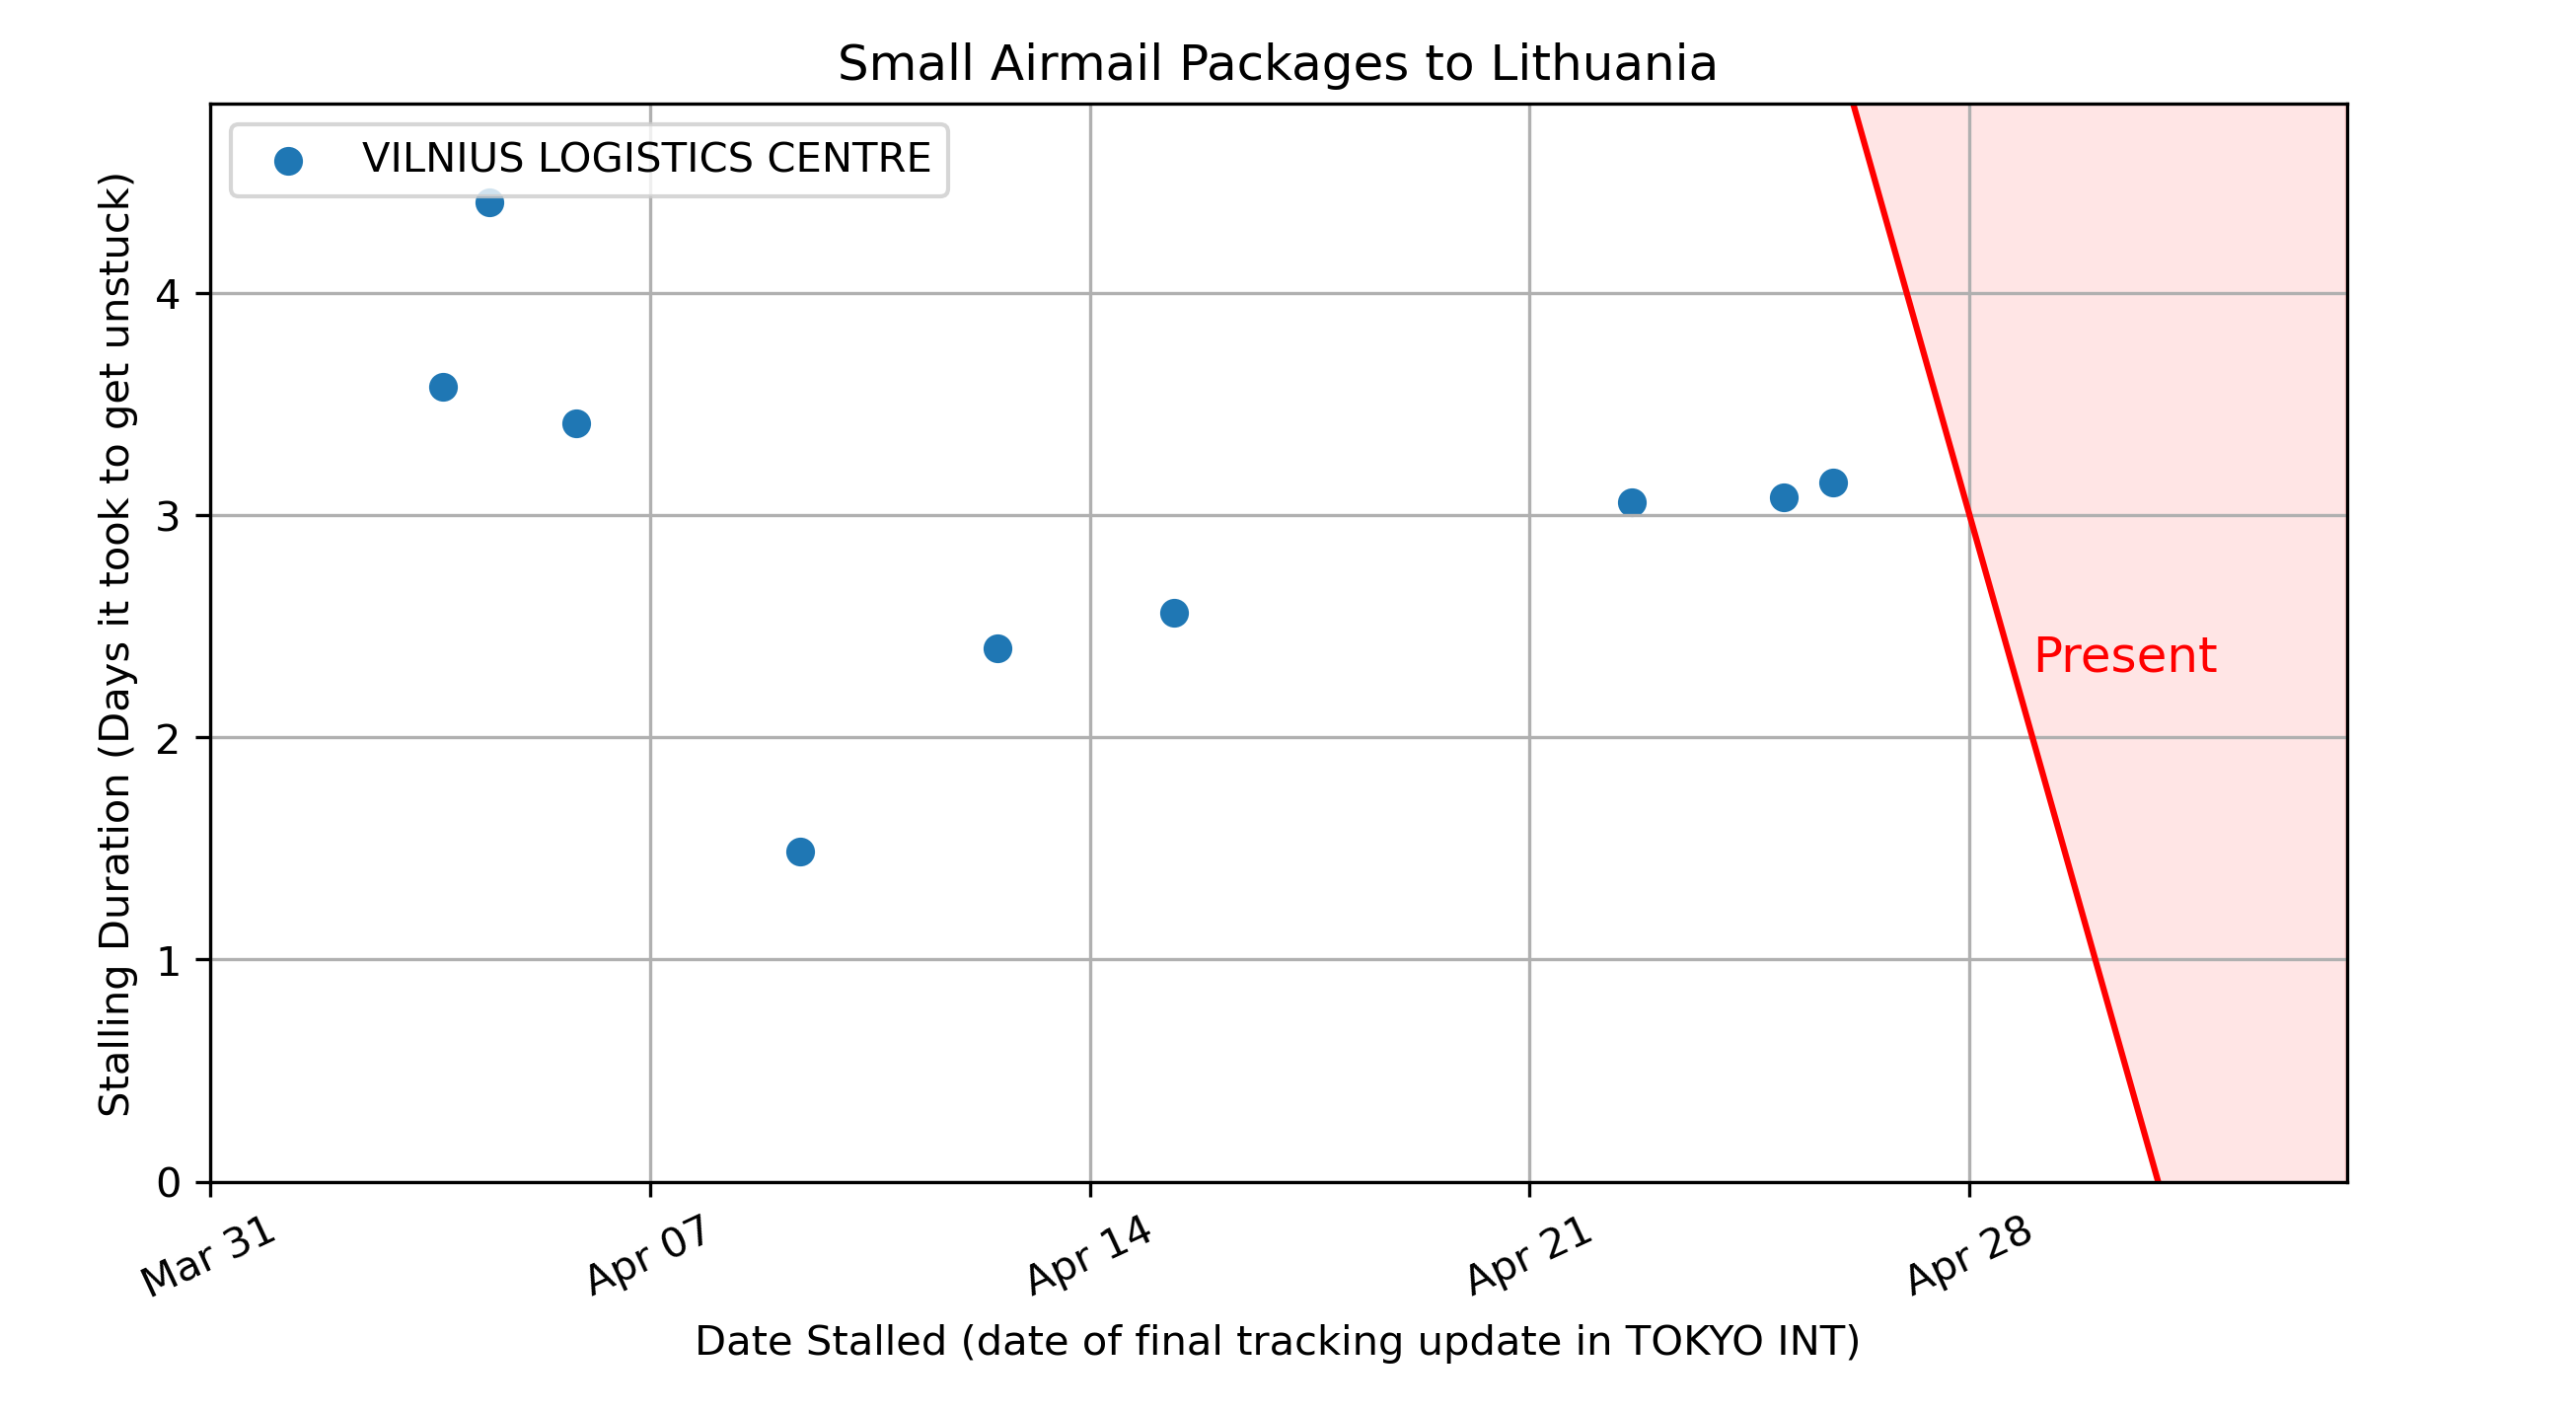 Small Airmail Packages to Lithuania
VILNIUS LOGISTICS CENTRE
Stalling Duration (Days it took to get unstuck)
4
3
2
1
0
Present
Mar 31
Apr 07
Apr 14
Apr 21
Apr 28
Date Stalled (date of final tracking update in TOKYO INT)